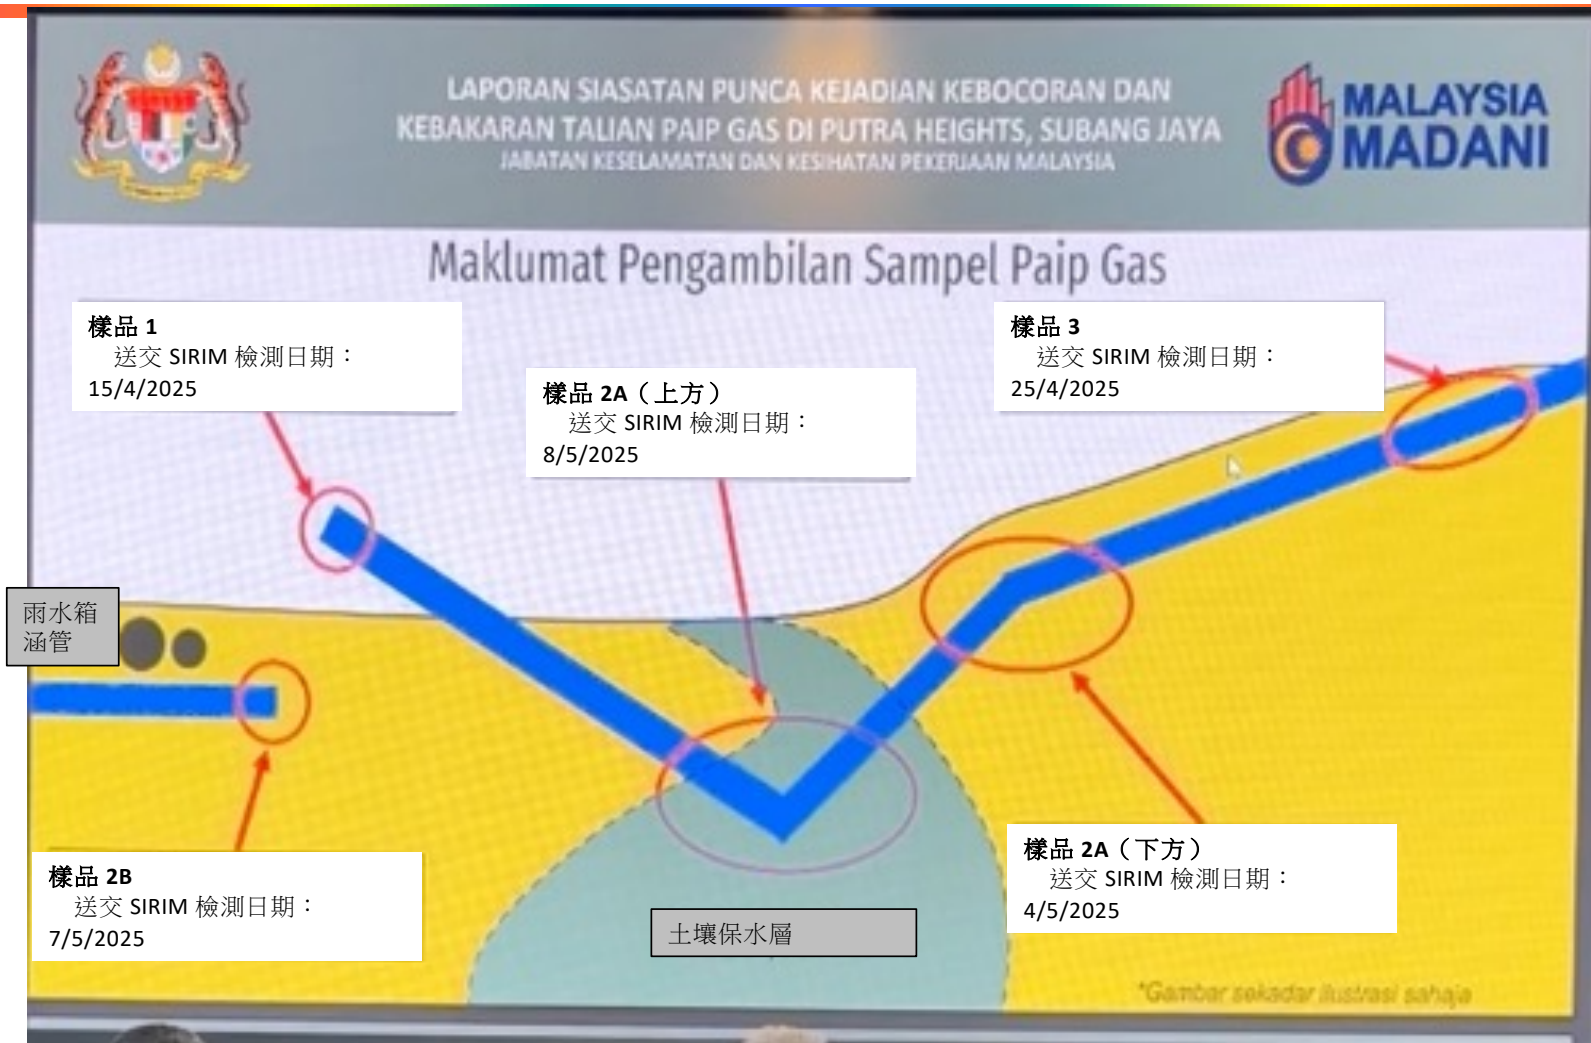 LAPORAN SIASATAN PUNCA KEJADIAN KEBOCORAN DAN
KEBAKARAN TALIAN PAIP GAS DI PUTRA HEIGHTS, SUBANG JAYA
JABATAN KESELAMATAN DAN KESIHATAN PEKERJAAN MALAYSIA
MALAYSIA
MADANI
Maklumat Pengambilan Sampel Paip Gas
樣品 1
送交 SIRIM 檢測日期：
15/4/2025
樣品 2A（上方）
送交 SIRIM 檢測日期：
8/5/2025
樣品 3
送交 SIRIM 檢測日期：
25/4/2025
雨水箱
涵管
樣品 2B
送交 SIRIM 檢測日期：
7/5/2025
土壤保水層
樣品 2A（下方）
送交 SIRIM 檢測日期：
4/5/2025
*Gambar sekadar ilustrasi sahaja